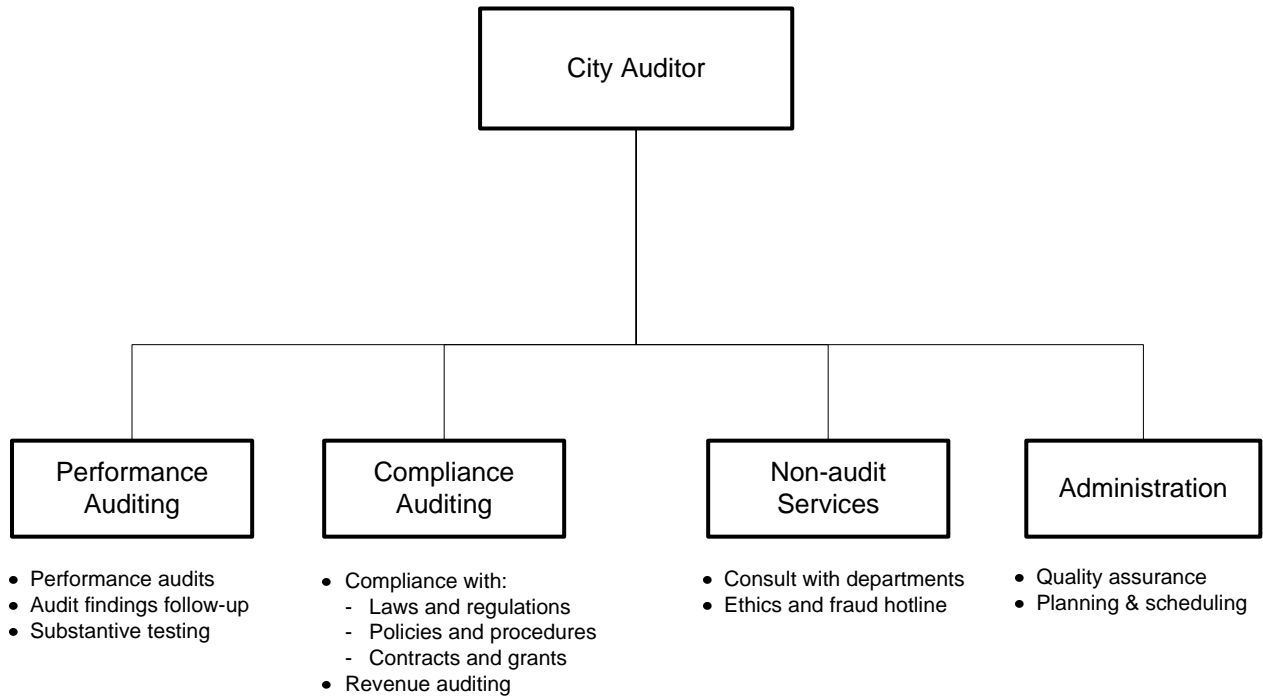 City Auditor
Performance
Auditing
Compliance
Auditing
Non-audit
Services
Administration
• Performance audits
• Audit findings follow-up
• Substantive testing
• Compliance with:
- Laws and regulations
- Policies and procedures
- Contracts and grants
• Revenue auditing
• Consult with departments
• Ethics and fraud hotline
• Quality assurance
• Planning & scheduling